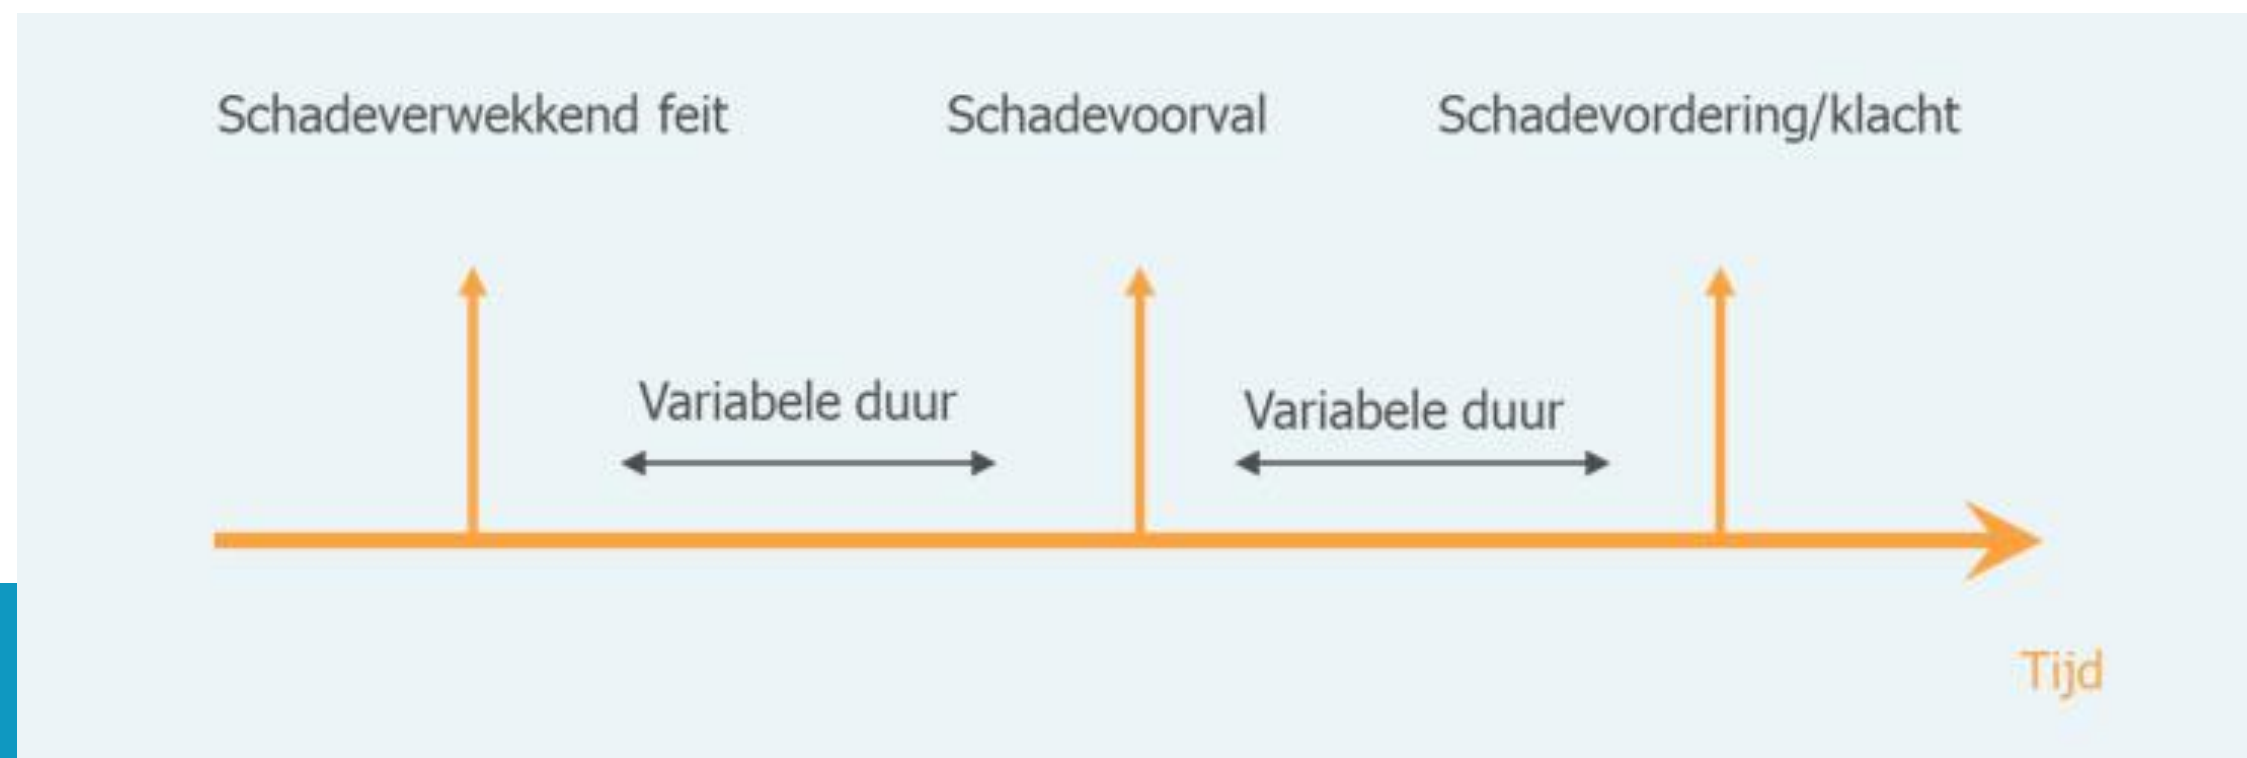 Schadeverwekkend feit
Schadevoorval
Schadevordering/klacht
Variabele duur
Variabele duur
Tijd